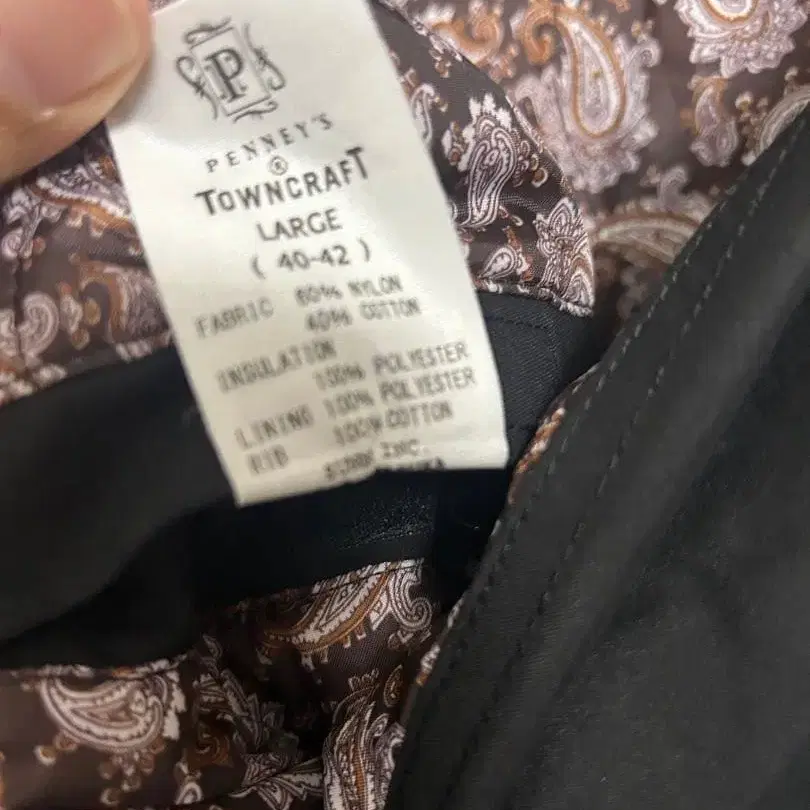 P
PENNEY'S
®
TOWNCRAFT
LARGE
( 40-42 )
FABRIC 60% NYLON
40% COTTON
INSULATION
100% POLYESTER
LINING 100% POLYESTER
RIB 100% COTTON
INC.